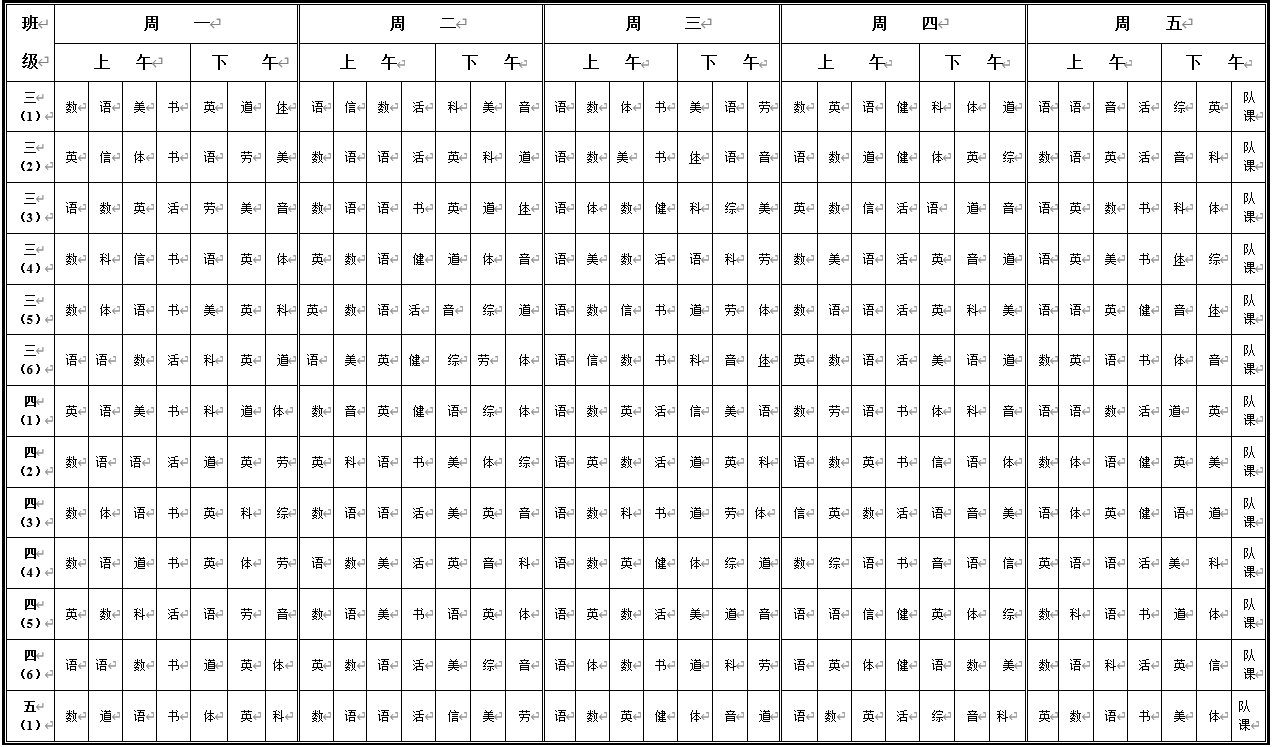 班 周 一 周 二 周 三 周 四 周 五
级 上 午 下 午 上 午 下 午 上 午 下 午 上 午 下 午 上 午 下 午
三(1) 数 语 美 书 英 道 体 语 信 数 活 科 美 音 语 数 体 书 美 语 劳 数 英 语 健 科 体 道 语 语 音 活 综 英 队课
三(2) 英 信 体 书 语 劳 美 数 语 语 活 英 科 道 语 数 美 书 体 语 音 语 数 道 健 体 英 综 数 语 英 活 音 科 队课
三(3) 语 数 英 活 劳 美 音 数 语 语 书 英 道 体 语 体 数 健 科 综 美 英 数 信 活 语 道 音 语 英 数 书 科 体 队课
三(4) 数 科 信 书 语 英 体 英 数 语 健 道 体 音 语 美 数 活 语 科 劳 数 美 语 活 英 音 道 语 英 美 书 体 综 队课
三(5) 数 体 语 书 美 英 科 英 数 语 活 音 综 道 语 数 信 书 道 劳 体 数 语 语 活 英 科 美 语 语 英 健 音 体 队课
三(6) 语 语 数 活 科 英 道 语 美 英 健 综 劳 体 语 信 数 书 科 音 体 英 数 语 活 美 语 道 数 英 语 书 体 音 队课
四(1) 英 语 美 书 科 道 体 数 音 英 健 语 综 体 语 数 英 活 信 美 语 数 劳 语 书 体 科 音 语 语 数 活 道 英 队课
四(2) 数 语 语 活 道 英 劳 英 科 语 书 美 体 综 语 英 数 活 道 英 科 语 数 英 书 信 语 体 数 体 语 健 英 美 队课
四(3) 数 体 语 书 英 科 综 数 语 语 活 美 英 音 语 数 科 书 道 劳 体 信 英 数 活 语 音 美 语 体 英 健 语 道 队课
四(4) 数 语 道 书 英 体 劳 语 数 美 活 英 音 科 语 数 英 健 体 综 道 数 综 语 书 音 语 信 英 语 语 活 美 科 队课
四(5) 英 数 科 活 语 劳 音 数 语 美 书 语 英 体 语 英 数 活 美 道 音 语 语 信 健 英 体 综 数 科 语 书 道 体 队课
四(6) 语 语 数 书 道 英 体 英 数 语 活 美 综 音 语 体 数 书 道 科 劳 语 英 体 健 语 数 美 数 语 科 活 英 信 队课
五(1) 数 道 语 书 体 英 科 数 语 语 活 信 美 劳 语 数 英 健 体 音 道 语 数 英 活 综 音 科 英 数 语 书 美 体 队课